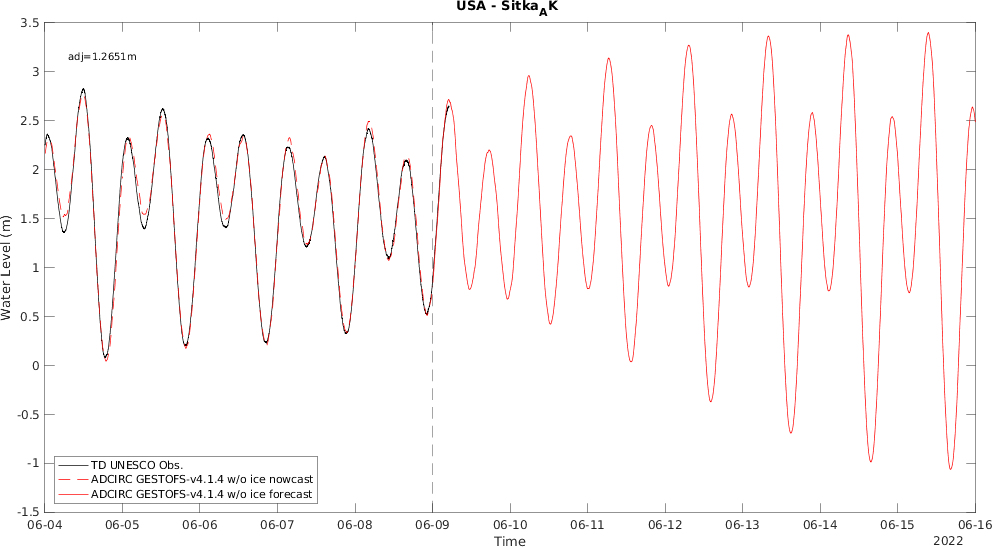 USA - Sitka_AK
3.5
3
2.5
2
1.5
1
0.5
0
-0.5
-1
-1.5
adj=1.2651m
Water Level (m)
TD UNESCO Obs.
ADCIRC GESTOFS-v4.1.4 w/o ice nowcast
ADCIRC GESTOFS-v4.1.4 w/o ice forecast
06-04 06-05 06-06 06-07 06-08 06-09 06-10 06-11 06-12 06-13 06-14 06-15 06-16
Time
2022